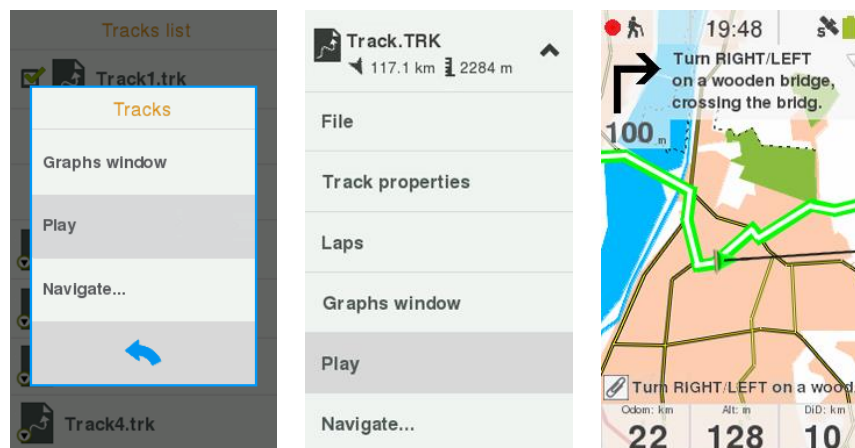 Tracks list
Track1.trk
Tracks
Graphs window
Play
Navigate...
Track4.trk
Track.TRK
117.1 km 2284 m
File
Track properties
Laps
Graphs window
Play
Navigate...
19:48
S
Turn RIGHT/LEFT
on a wooden bridge,
crossing the bridg.
100 m
Turn RIGHT/LEFT on a wood
Odom: km Alt: m DiD: km
22 128 10